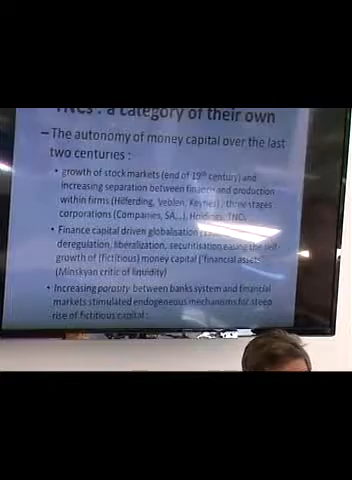 TNCs : a category of their own
– The autonomy of money capital over the last
two centuries :
• growth of stock markets (end of 19th century) and
increasing separation between finance and production
within firms (Hilferding, Veblen, Keynes), three stages
corporations (Companies, SA,..), Holdings, TNCs
• Finance capital driven globalisation
deregulation, liberalization, securitisation easing the self-
growth of (fictitious) money capital ('financial assets'
(Minskyan critic of liquidity)
• Increasing porosity between banks system and financial
markets stimulated endogeneous mechanisms for steep
rise of fictitious capital :